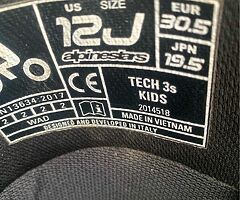 US SIZE
12J
alpinestars
EUR
30.5
JPN
19.5
CE
TECH 3s
KIDS
2014518
N13634:2017
2 2 2 2
WAD
MADE IN VIETNAM
DESIGNED AND DEVELOPED IN ITALY